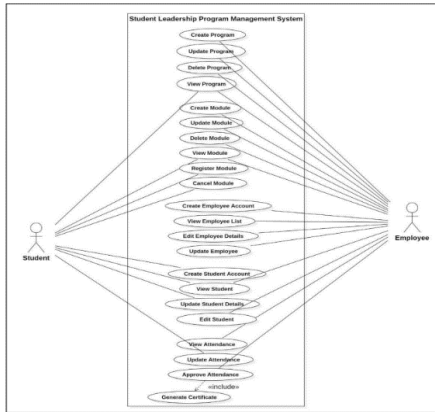 Student Leadership Program Management System
Create Program
Update Program
Delete Program
View Program
Create Module
Update Module
Delete Module
View Module
Register Module
Cancel Module
Create Employee Account
View Employee List
Edit Employee Details
Update Employee
Student
Employee
Create Student Account
View Student
Update Student Details
Edit Student
View Attendance
Update Attendance
Approve Attendance
«include»
Generate Certificate